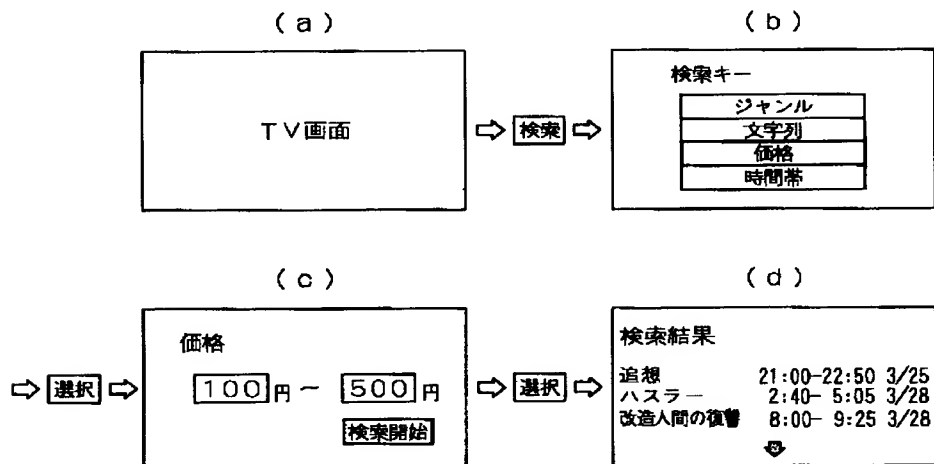 (a)
TV画面
⇨ 検索 ⇨
(b)
検索キー
ジャンル
文字列
価格
時間帯
⇨ 選択 ⇨
(c)
価格
100円 ~ 500円
検索開始
⇨ 選択 ⇨
(d)
検索結果
追想 21:00-22:50 3/25
ハスラー 2:40- 5:05 3/28
改造人間の復讐 8:00- 9:25 3/28